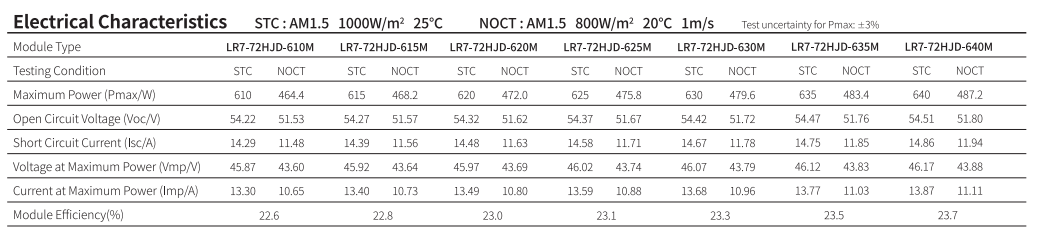 Electrical Characteristics STC : AM1.5 1000W/m² 25°C NOCT : AM1.5 800W/m² 20°C 1m/s Test uncertainty for Pmax: ±3%
Module Type LR7-72HJD-610M LR7-72HJD-615M LR7-72HJD-620M LR7-72HJD-625M LR7-72HJD-630M LR7-72HJD-635M LR7-72HJD-640M
Testing Condition STC NOCT STC NOCT STC NOCT STC NOCT STC NOCT STC NOCT STC NOCT
Maximum Power (Pmax/W) 610 464.4 615 468.2 620 472.0 625 475.8 630 479.6 635 483.4 640 487.2
Open Circuit Voltage (Voc/V) 54.22 51.53 54.27 51.57 54.32 51.62 54.37 51.67 54.42 51.72 54.47 51.76 54.51 51.80
Short Circuit Current (Isc/A) 14.29 11.48 14.39 11.56 14.48 11.63 14.58 11.71 14.67 11.78 14.75 11.85 14.86 11.94
Voltage at Maximum Power (Vmp/V) 45.87 43.60 45.92 43.64 45.97 43.69 46.02 43.74 46.07 43.79 46.12 43.83 46.17 43.88
Current at Maximum Power (Imp/A) 13.30 10.65 13.40 10.73 13.49 10.80 13.59 10.88 13.68 10.96 13.77 11.03 13.87 11.11
Module Efficiency(%) 22.6 22.8 23.0 23.1 23.3 23.5 23.7